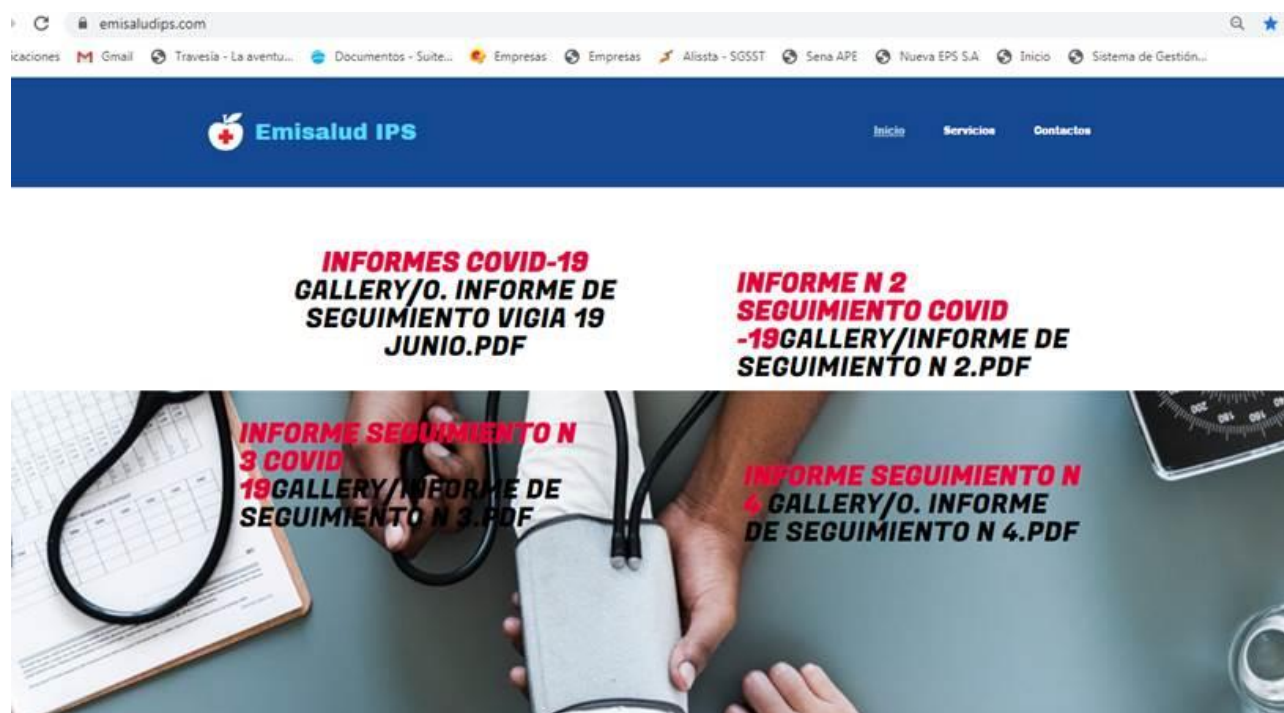 emisaludips.com
icaciones Gmail Travesía - La aventu... Documentos - Suite... Empresas Empresas Alissta - SGSST Sena APE Nueva EPS S.A Inicio Sistema de Gestión...
Emisalud IPS
Inicio Servicios Contactos
INFORMES COVID-19
GALLERY/O. INFORME DE
SEGUIMIENTO VIGIA 19
JUNIO.PDF
INFORME N 2
SEGUIMIENTO COVID
-19GALLERY/INFORME DE
SEGUIMIENTO N 2.PDF
INFORME SEGUIMIENTO N
3 COVID
19GALLERY/INFORME DE
SEGUIMIENTO N 3.PDF
INFORME SEGUIMIENTO N
4 GALLERY/O. INFORME
DE SEGUIMIENTO N 4.PDF